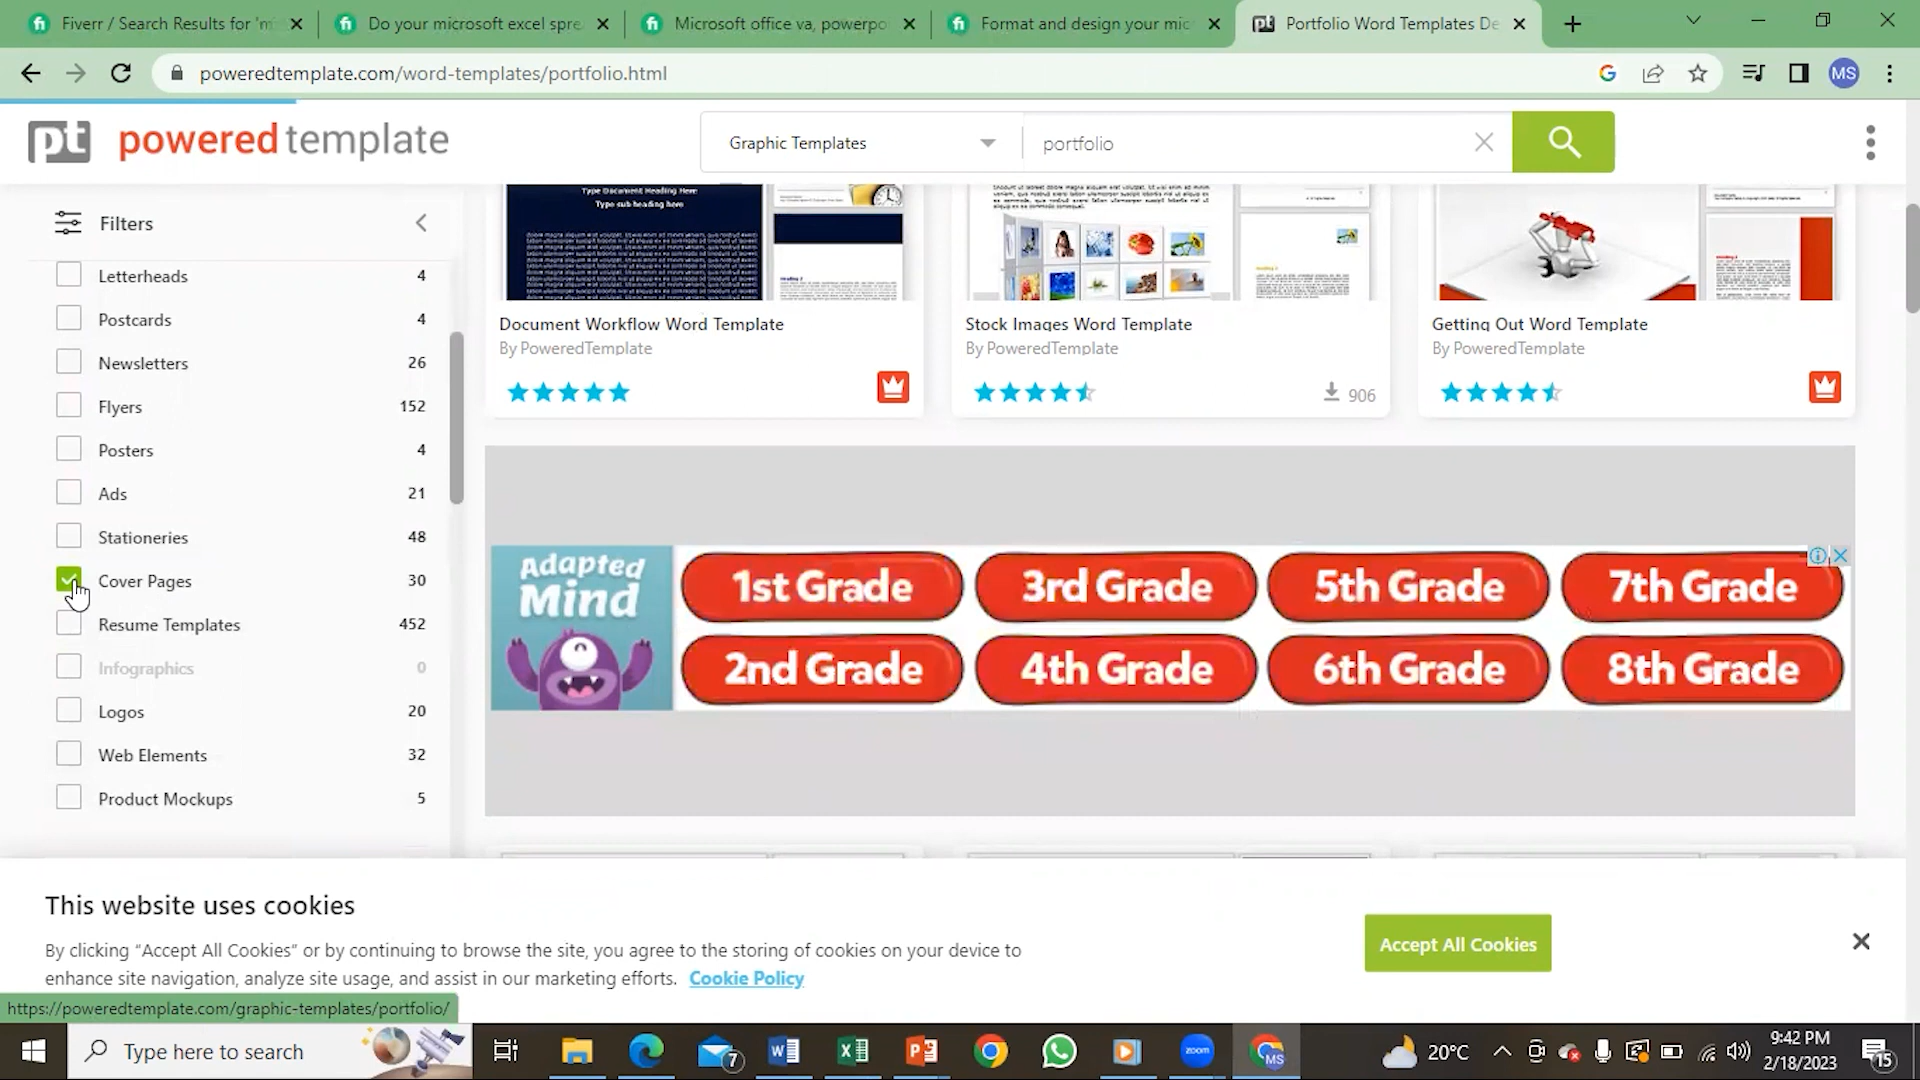 Fiverr / Search Results for 'mi
Do your microsoft excel spre
Microsoft office va, powerpo
Format and design your mic
Portfolio Word Templates De
poweredtemplate.com/word-templates/portfolio.html
MS
pt poweredtemplate
Graphic Templates
portfolio
Filters
Letterheads 4
Postcards 4
Newsletters 26
Flyers 152
Posters 4
Ads 21
Stationeries 48
Cover Pages 30
Resume Templates 452
Infographics 0
Logos 20
Web Elements 32
Product Mockups 5
Type Document Heading Here
Type sub heading here
Document Workflow Word Template
By PoweredTemplate
Stock Images Word Template
By PoweredTemplate
906
Getting Out Word Template
By PoweredTemplate
Adapted
Mind
1st Grade
3rd Grade
5th Grade
7th Grade
2nd Grade
4th Grade
6th Grade
8th Grade
This website uses cookies
By clicking "Accept All Cookies" or by continuing to browse the site, you agree to the storing of cookies on your device to
enhance site navigation, analyze site usage, and assist in our marketing efforts. Cookie Policy
Accept All Cookies
https://poweredtemplate.com/graphic-templates/portfolio/
Type here to search
7
zoom
MS
20°C
9:42 PM
2/18/2023
15